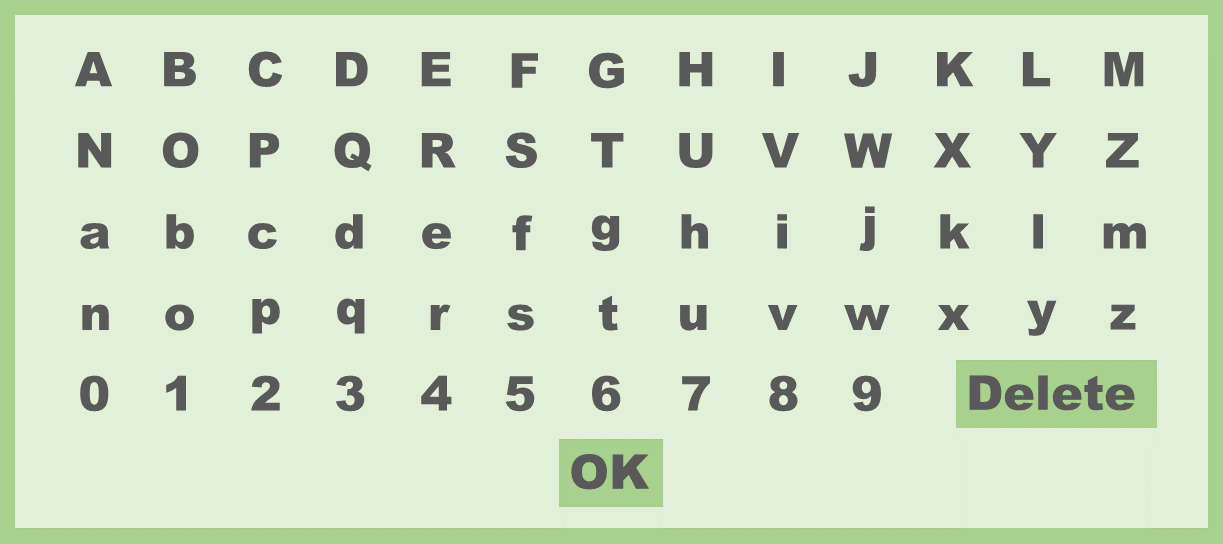 A B C D E F G H I J K L M
N O P Q R S T U V W X Y Z
a b c d e f g h i j k l m
n o p q r s t u v w x y z
0 1 2 3 4 5 6 7 8 9 Delete
OK